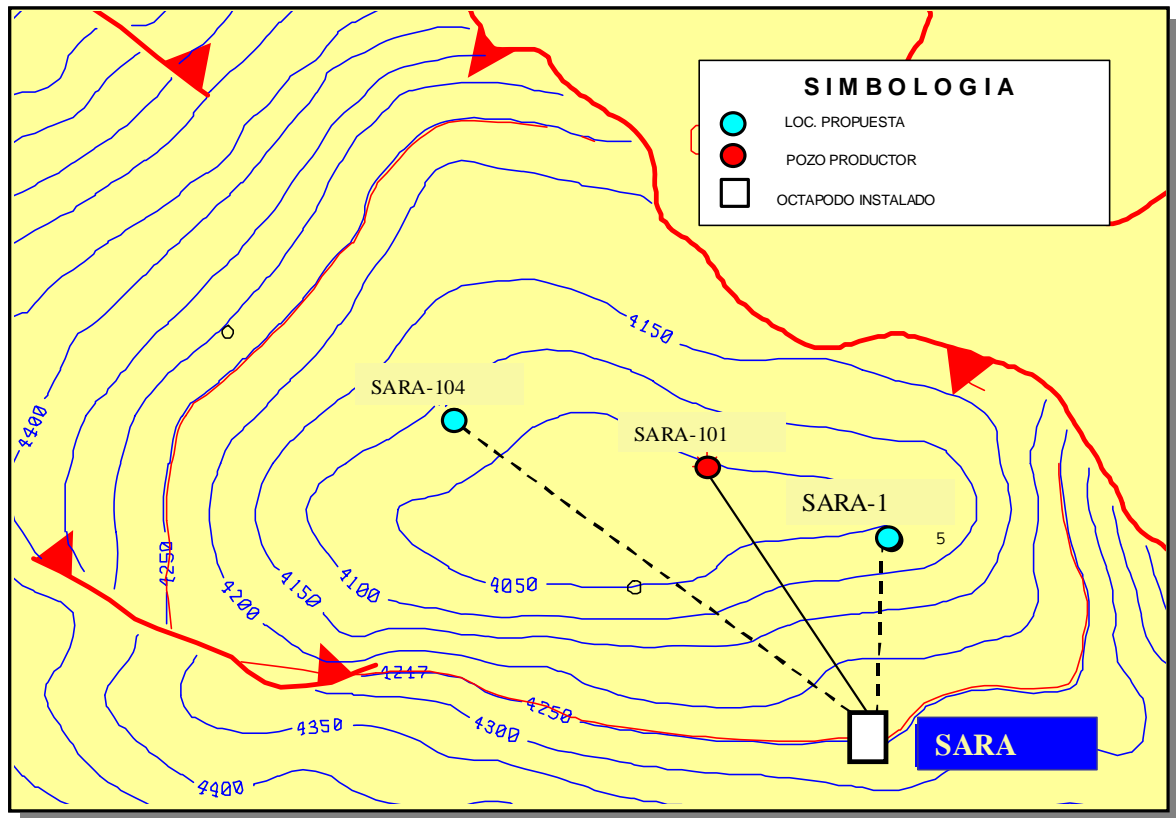 SIMBOLOGIA
LOC. PROPUESTA
POZO PRODUCTOR
OCTAPODO INSTALADO
4150
SARA-104
4400
SARA-101
SARA-1
5
4250
4050
4100
4150
4200
4217
4250
4300
4350
SARA
4400